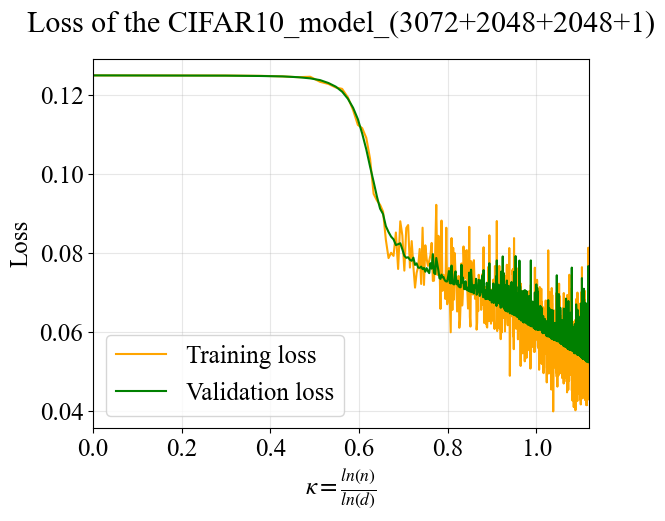 Loss of the CIFAR10_model_(3072+2048+2048+1)
Loss
0.12
0.10
0.08
0.06
0.04
Training loss
Validation loss
0.0 0.2 0.4 0.6 0.8 1.0
κ = ln(n)/ln(d)